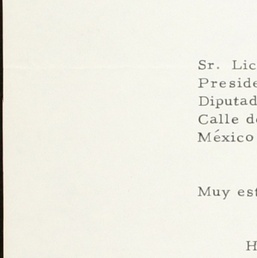 Sr. Lic
Preside
Diputad
Calle d
México
Muy est
H